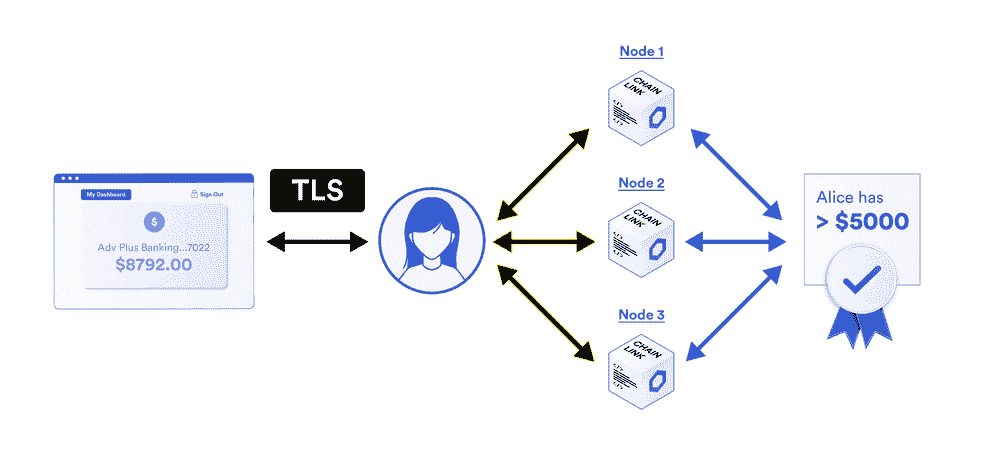 My Dashboard
Sign Out
$
Adv Plus Banking...7022
$8792.00
TLS
Node 1
CHAIN
LINK
Node 2
CHAIN
LINK
Node 3
CHAIN
LINK
Alice has
> $5000